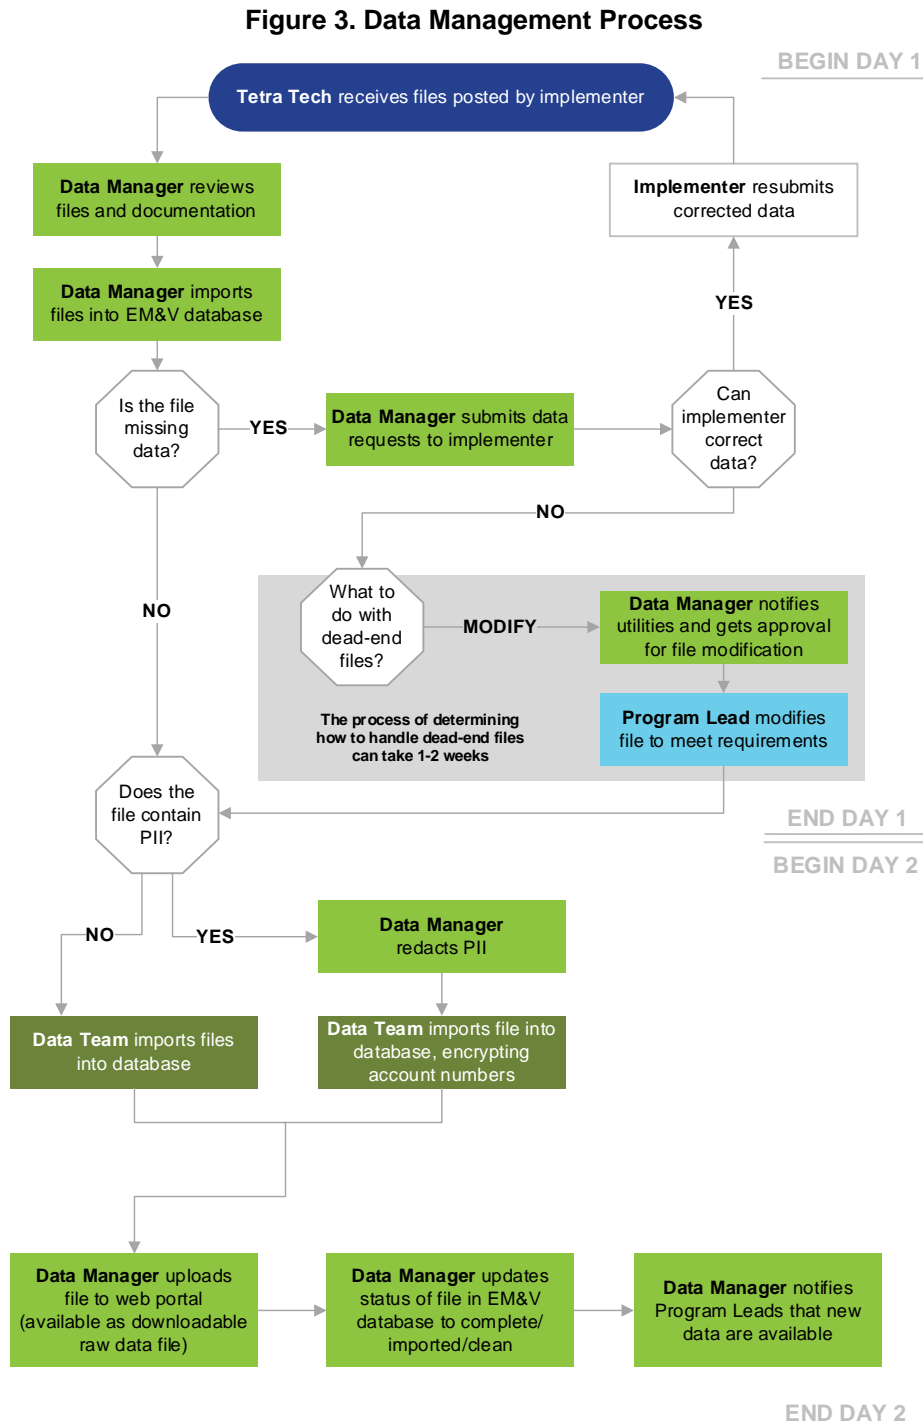 Figure 3. Data Management Process
BEGIN DAY 1
Tetra Tech receives files posted by implementer
Data Manager reviews
files and documentation
Implementer resubmits
corrected data
Data Manager imports
files into EM&V database
YES
Is the file
missing
data?
YES
Data Manager submits data
requests to implementer
Can
implementer
correct
data?
NO
What to
do with
dead-end
files?
MODIFY
Data Manager notifies
utilities and gets approval
for file modification
NO
The process of determining
how to handle dead-end files
can take 1-2 weeks
Program Lead modifies
file to meet requirements
Does the
file contain
PII?
END DAY 1
BEGIN DAY 2
NO
YES
Data Manager
redacts PII
Data Team imports files
into database
Data Team imports file into
database, encrypting
account numbers
Data Manager uploads
file to web portal
(available as downloadable
raw data file)
Data Manager updates
status of file in EM&V
database to complete/
imported/clean
Data Manager notifies
Program Leads that new
data are available
END DAY 2